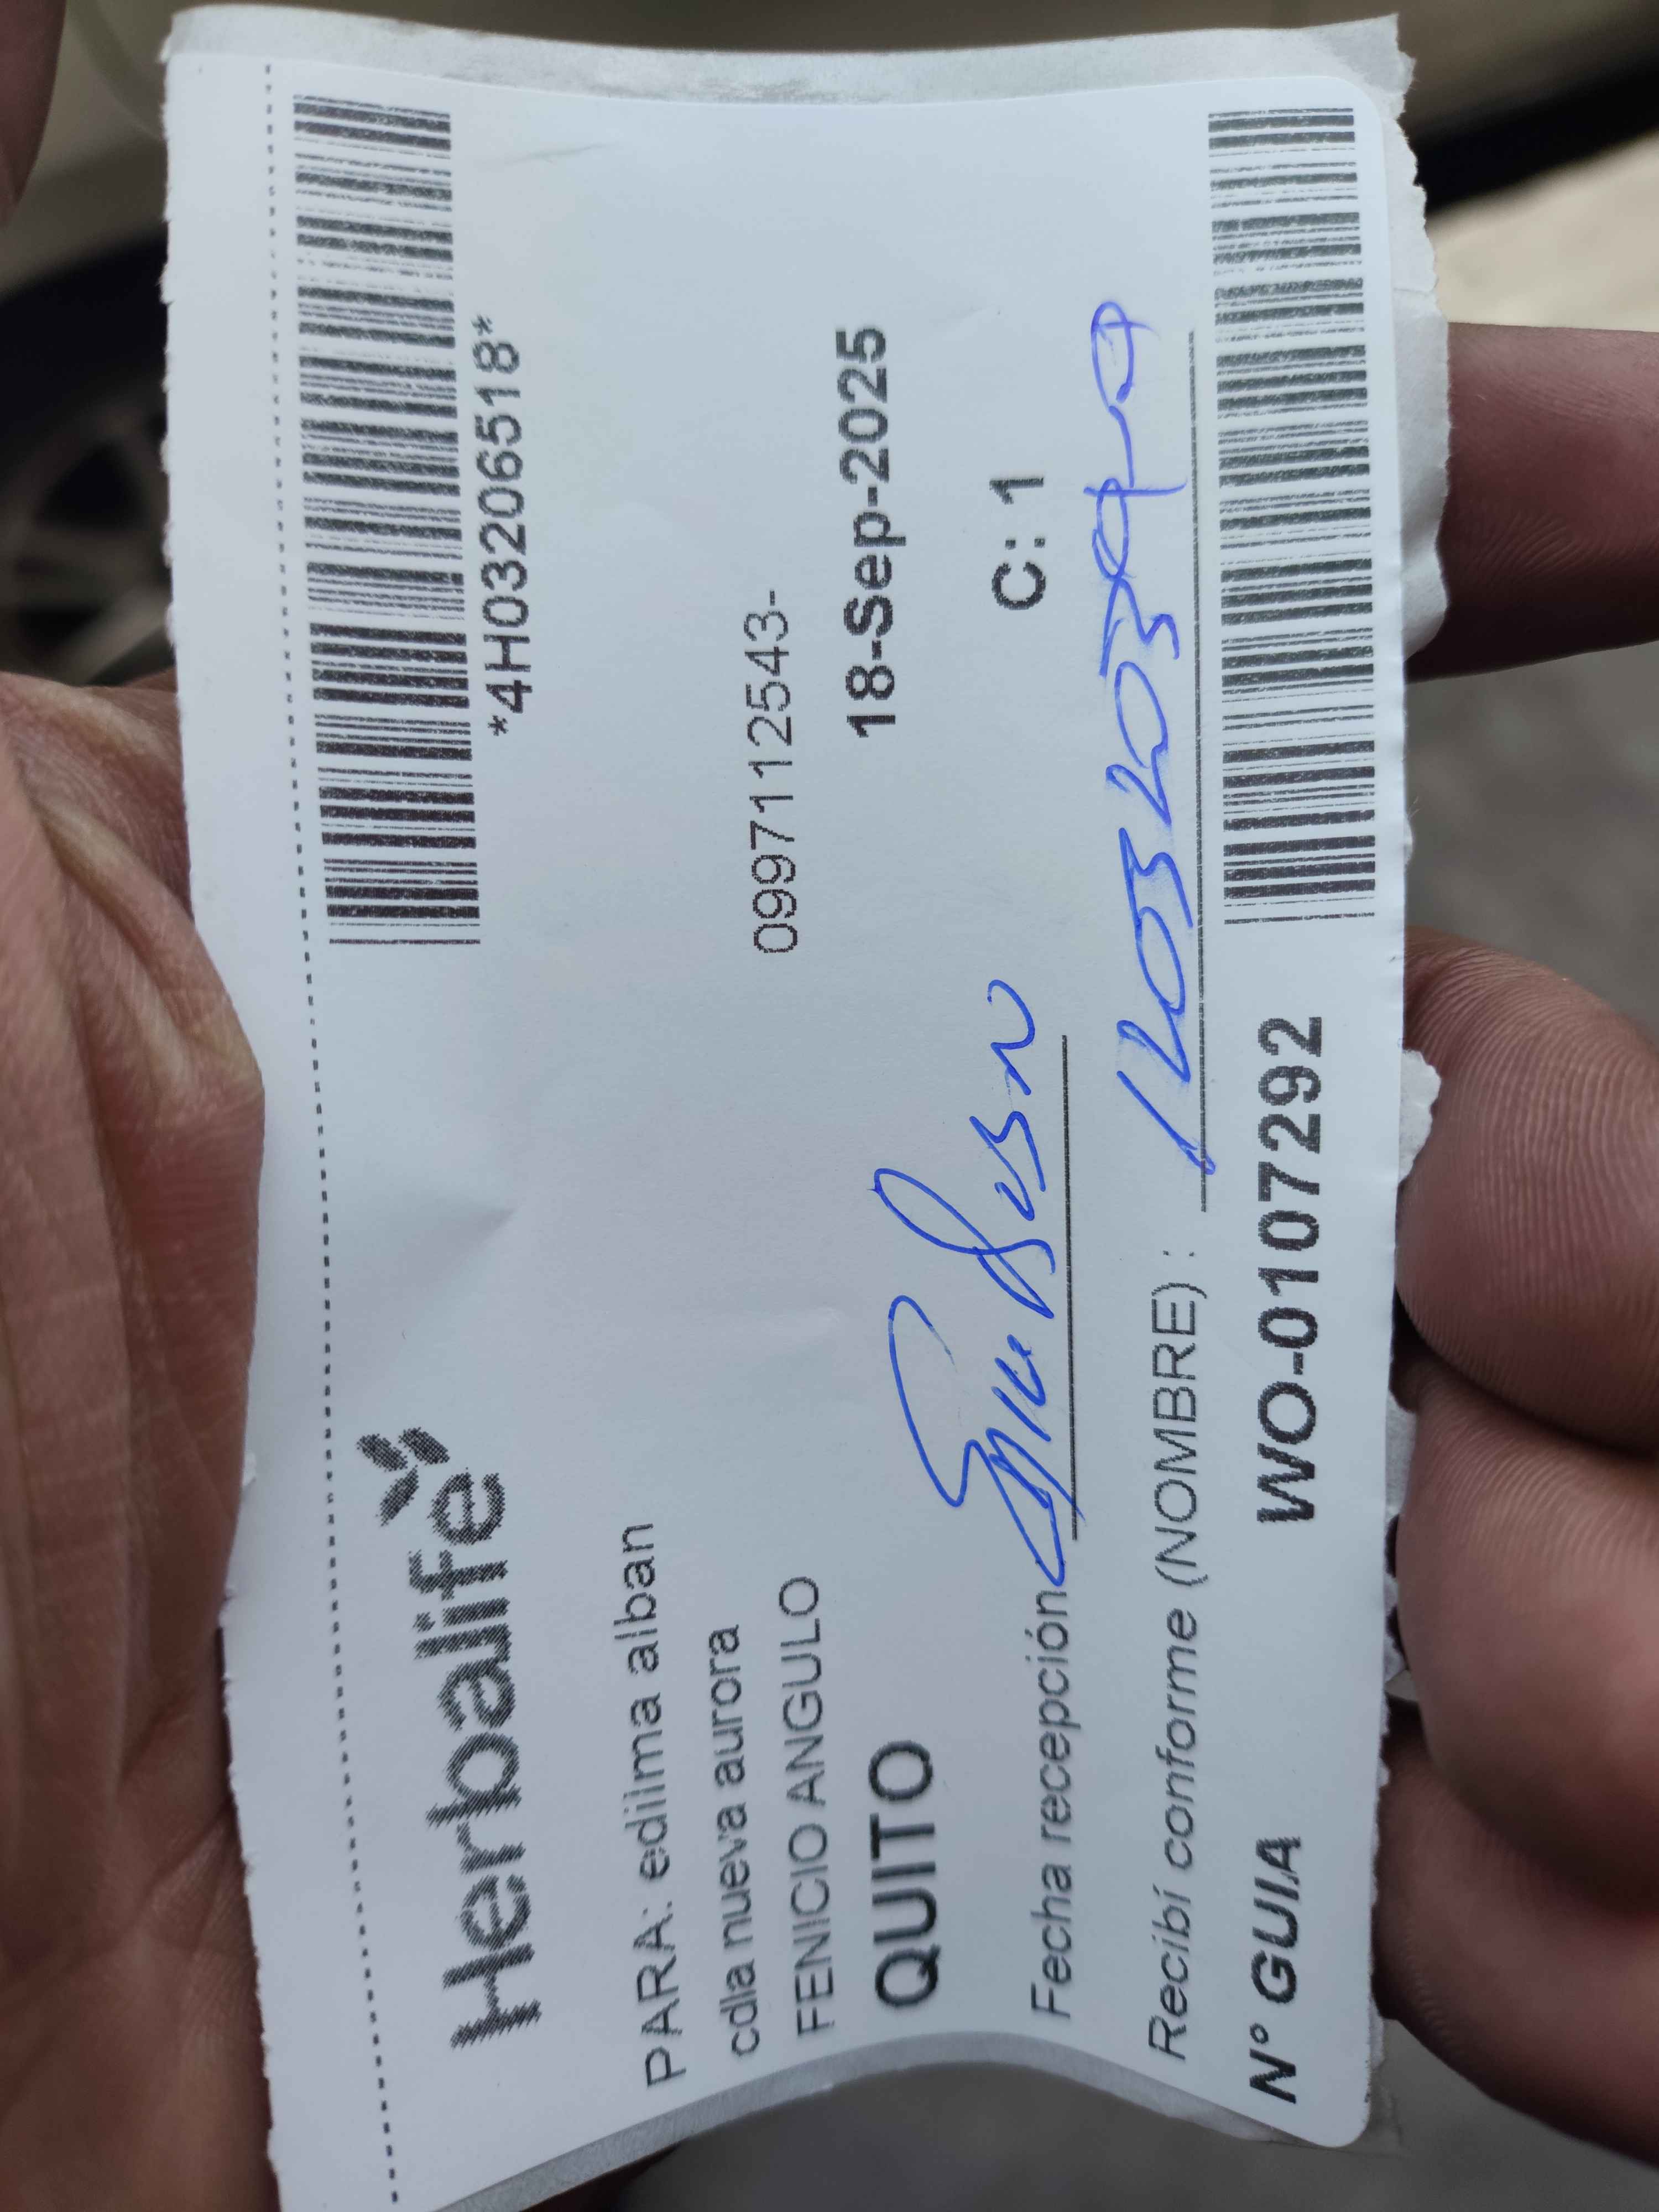 Herbalife
*4H03206518*
PARA: edilma alban
cdla nueva aurora
FENICIO ANGULO
0997112543-
QUITO
18-Sep-2025
Fecha recepción
C: 1
Recibí conforme (NOMBRE) :
N° GUIA WO-0107292